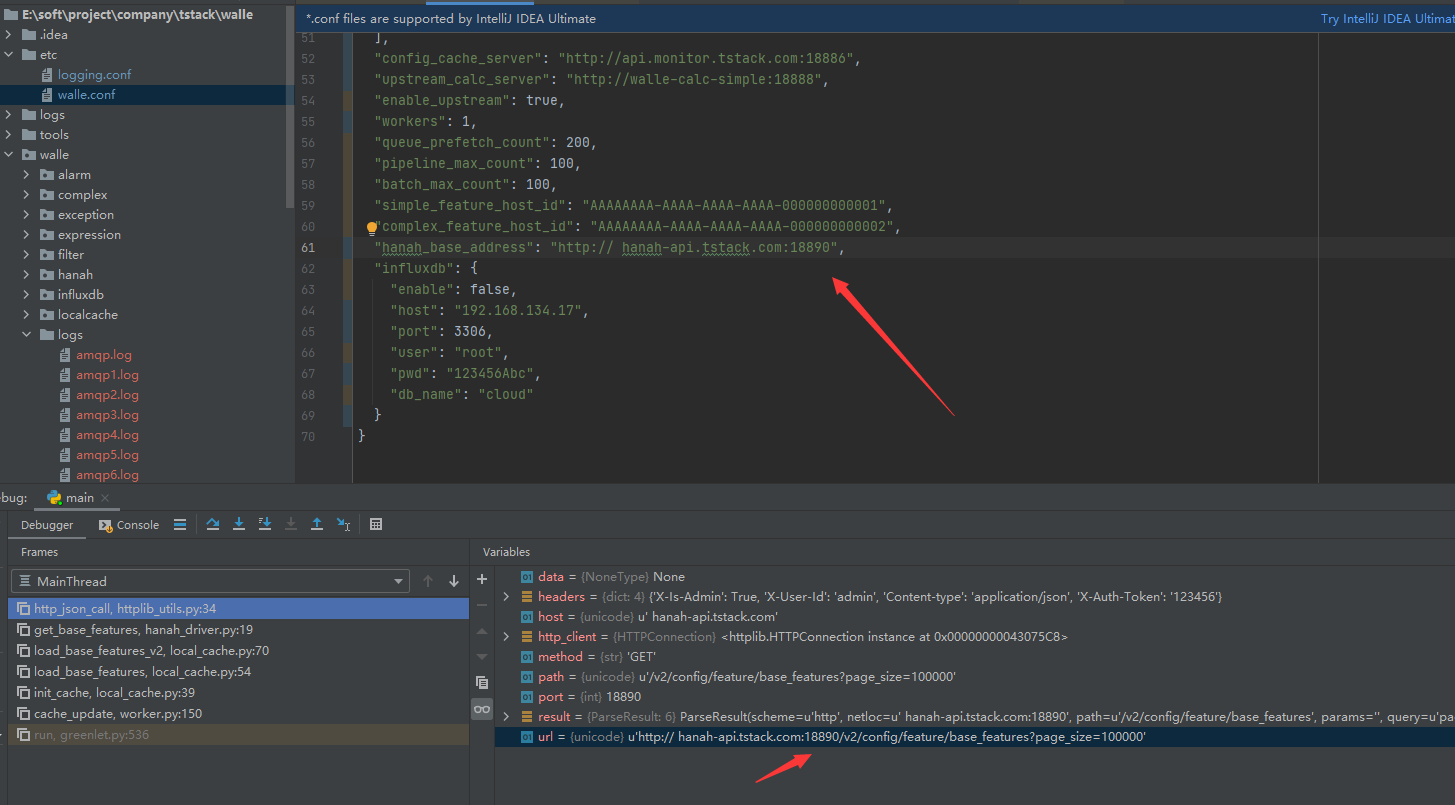 E:\soft\project\company\tstack\walle
.idea
etc
logging.conf
walle.conf
logs
tools
walle
alarm
complex
exception
expression
filter
hanah
influxdb
localcache
logs
amqp.log
amqp1.log
amqp2.log
amqp3.log
amqp4.log
amqp5.log
amqp6.log
*.conf files are supported by IntelliJ IDEA Ultimate
Try IntelliJ IDEA Ultimat
51 ],
52 "config_cache_server": "http://api.monitor.tstack.com:18886",
53 "upstream_calc_server": "http://walle-calc-simple:18888",
54 "enable_upstream": true,
55 "workers": 1,
56 "queue_prefetch_count": 200,
57 "pipeline_max_count": 100,
58 "batch_max_count": 100,
59 "simple_feature_host_id": "AAAAAAAA-AAAA-AAAA-AAAA-000000000001",
60 "complex_feature_host_id": "AAAAAAAA-AAAA-AAAA-AAAA-000000000002",
61 "hanah_base_address": "http:// hanah-api.tstack.com:18890",
62 "influxdb": {
63 "enable": false,
64 "host": "192.168.134.17",
65 "port": 3306,
66 "user": "root",
67 "pwd": "123456Abc",
68 "db_name": "cloud"
69 }
70 }
ebug: main
Debugger Console
Frames
MainThread
http_json_call, httplib_utils.py:34
get_base_features, hanah_driver.py:19
load_base_features_v2, local_cache.py:70
load_base_features, local_cache.py:54
init_cache, local_cache.py:39
cache_update, worker.py:150
run, greenlet.py:536
Variables
data = {NoneType} None
headers = {dict: 4} {'X-Is-Admin': True, 'X-User-Id': 'admin', 'Content-type': 'application/json', 'X-Auth-Token': '123456'}
host = {unicode} u' hanah-api.tstack.com'
http_client = {HTTPConnection} <httplib.HTTPConnection instance at 0x00000000043075C8>
method = {str} 'GET'
path = {unicode} u'/v2/config/feature/base_features?page_size=100000'
port = {int} 18890
result = {ParseResult: 6} ParseResult(scheme=u'http', netloc=u' hanah-api.tstack.com:18890', path=u'/v2/config/feature/base_features', params='', query=u'pa
url = {unicode} u'http:// hanah-api.tstack.com:18890/v2/config/feature/base_features?page_size=100000'